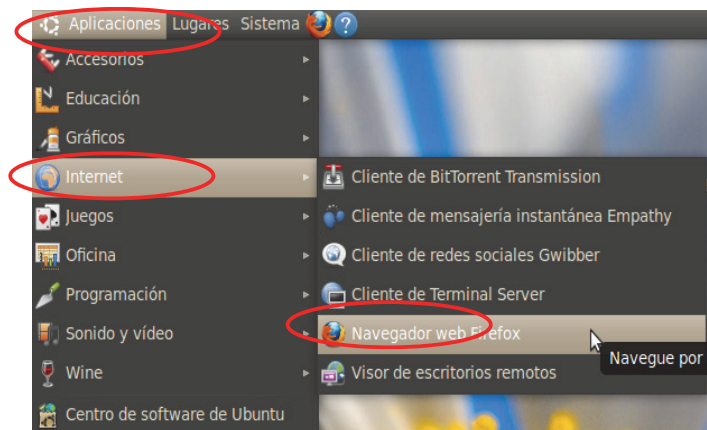 Aplicaciones Lugares Sistema ?
Accesorios
Educación
Gráficos
Internet
Juegos
Oficina
Programación
Sonido y vídeo
Wine
Centro de software de Ubuntu
Cliente de BitTorrent Transmission
Cliente de mensajería instantánea Empathy
Cliente de redes sociales Gwibber
Cliente de Terminal Server
Navegador web Firefox
Visor de escritorios remotos
Navegue por